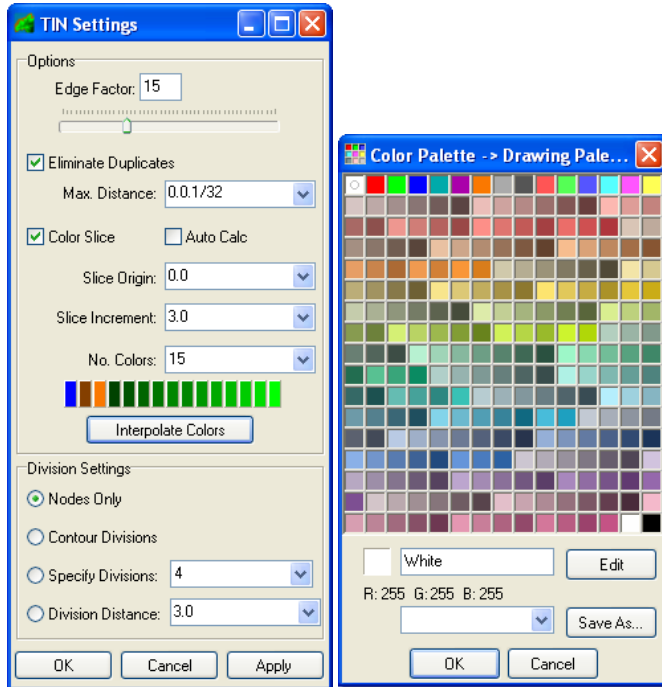 TIN Settings
Options
Edge Factor: 15
Eliminate Duplicates
Max. Distance: 0.0.1/32
Color Slice Auto Calc
Slice Origin: 0.0
Slice Increment: 3.0
No. Colors: 15
Interpolate Colors
Division Settings
Nodes Only
Contour Divisions
Specify Divisions: 4
Division Distance: 3.0
OK Cancel Apply
Color Palette -> Drawing Pale...
White Edit
R: 255 G: 255 B: 255
Save As...
OK Cancel